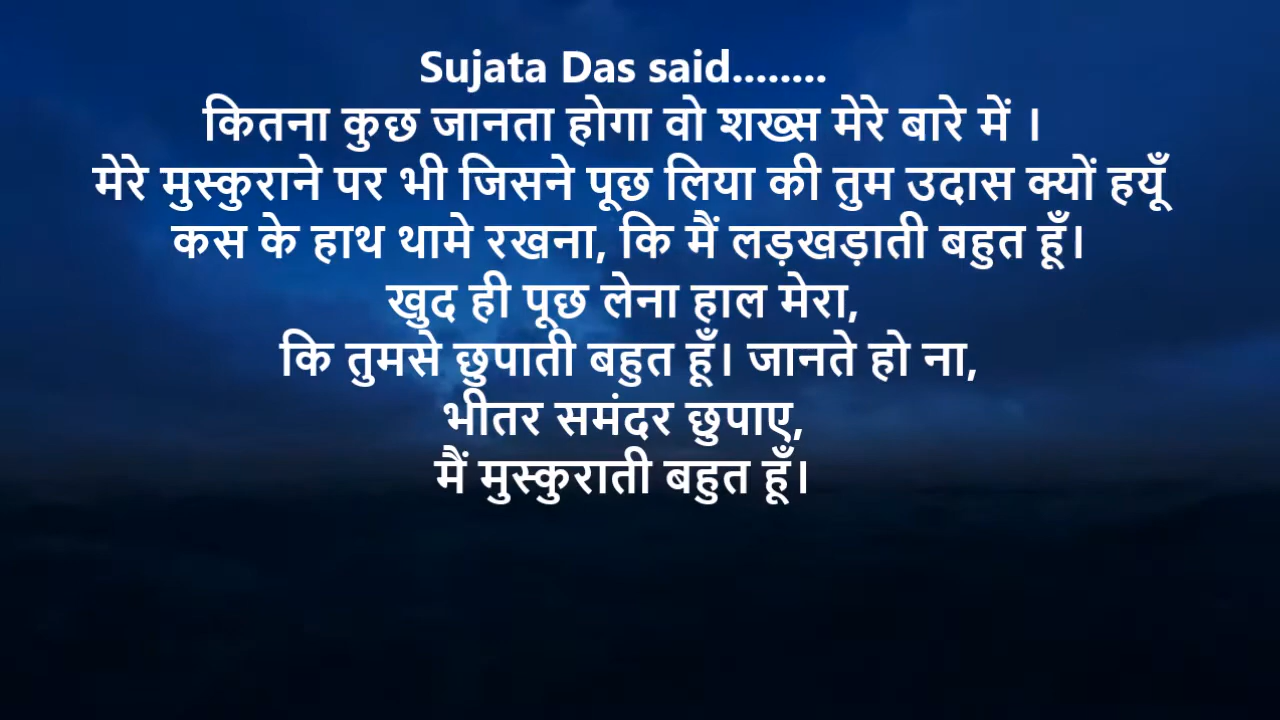 Sujata Das said........
कितना कुछ जानता होगा वो शख्स मेरे बारे में ।
मेरे मुस्कुराने पर भी जिसने पूछ लिया की तुम उदास क्यों हयूँ
कस के हाथ थामे रखना, कि मैं लड़खड़ाती बहुत हूँ।
खुद ही पूछ लेना हाल मेरा,
कि तुमसे छुपाती बहुत हूँ। जानते हो ना,
भीतर समंदर छुपाए,
मैं मुस्कुराती बहुत हूँ।